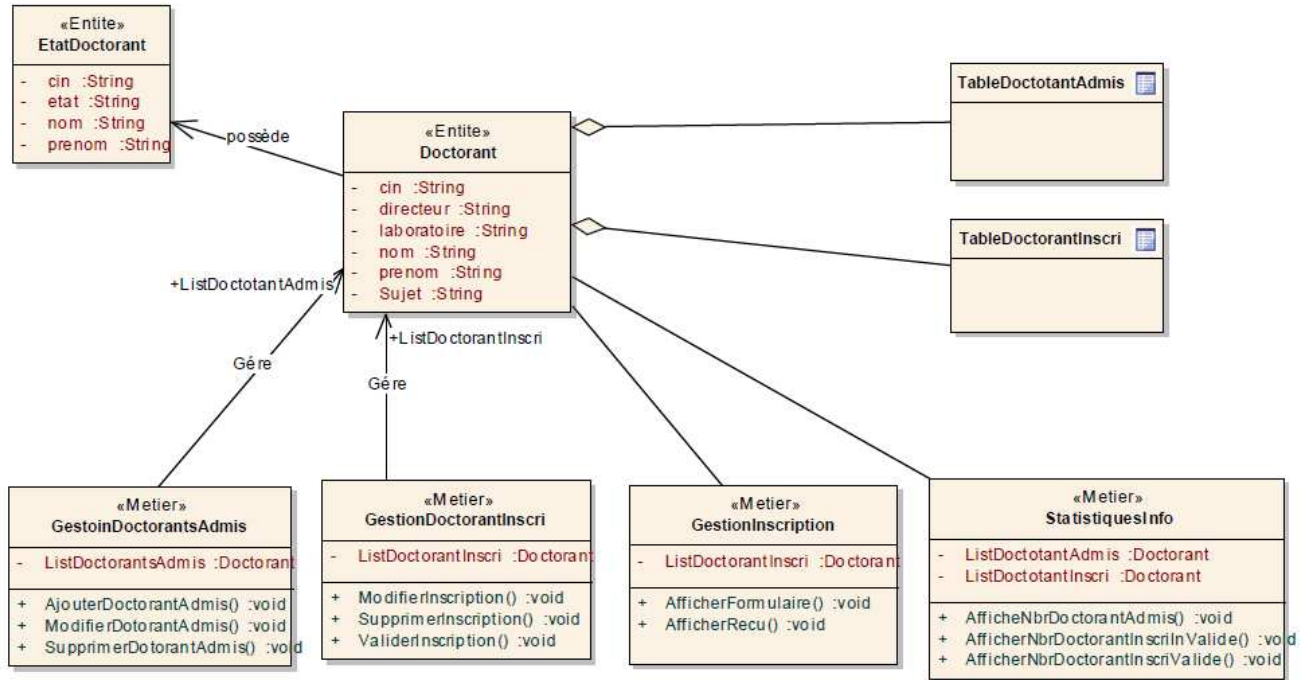 «Entite»
EtatDoctorant
- cin :String
- etat :String
- nom :String
- prenom :String
possède
«Entite»
Doctorant
- cin :String
- directeur :String
- laboratoire :String
- nom :String
- prenom :String
- Sujet :String
TableDoctotantAdmis
TableDoctorantInscri
+ListDoctotantAdmis
+ListDoctorantInscri
Gére
Gére
«Metier»
GestoinDoctorantsAdmis
- ListDoctorantsAdmis :Doctorant
+ AjouterDoctorantAdmis() :void
+ ModifierDotorantAdmis() :void
+ SupprimerDotorantAdmis() :void
«Metier»
GestionDoctorantInscri
- ListDoctorantInscri :Doctorant
+ ModifierInscription() :void
+ SupprimerInscription() :void
+ ValiderInscription() :void
«Metier»
GestionInscription
- ListDoctorantInscri :Doctorant
+ AfficherFormulaire() :void
+ AfficherRecu() :void
«Metier»
StatistiquesInfo
- ListDoctotantAdmis :Doctorant
- ListDoctotantInscri :Doctorant
+ AfficheNbrDoctorantAdmis() :void
+ AfficherNbrDoctorantInscriInValide() :void
+ AfficherNbrDoctorantInscriValide() :void